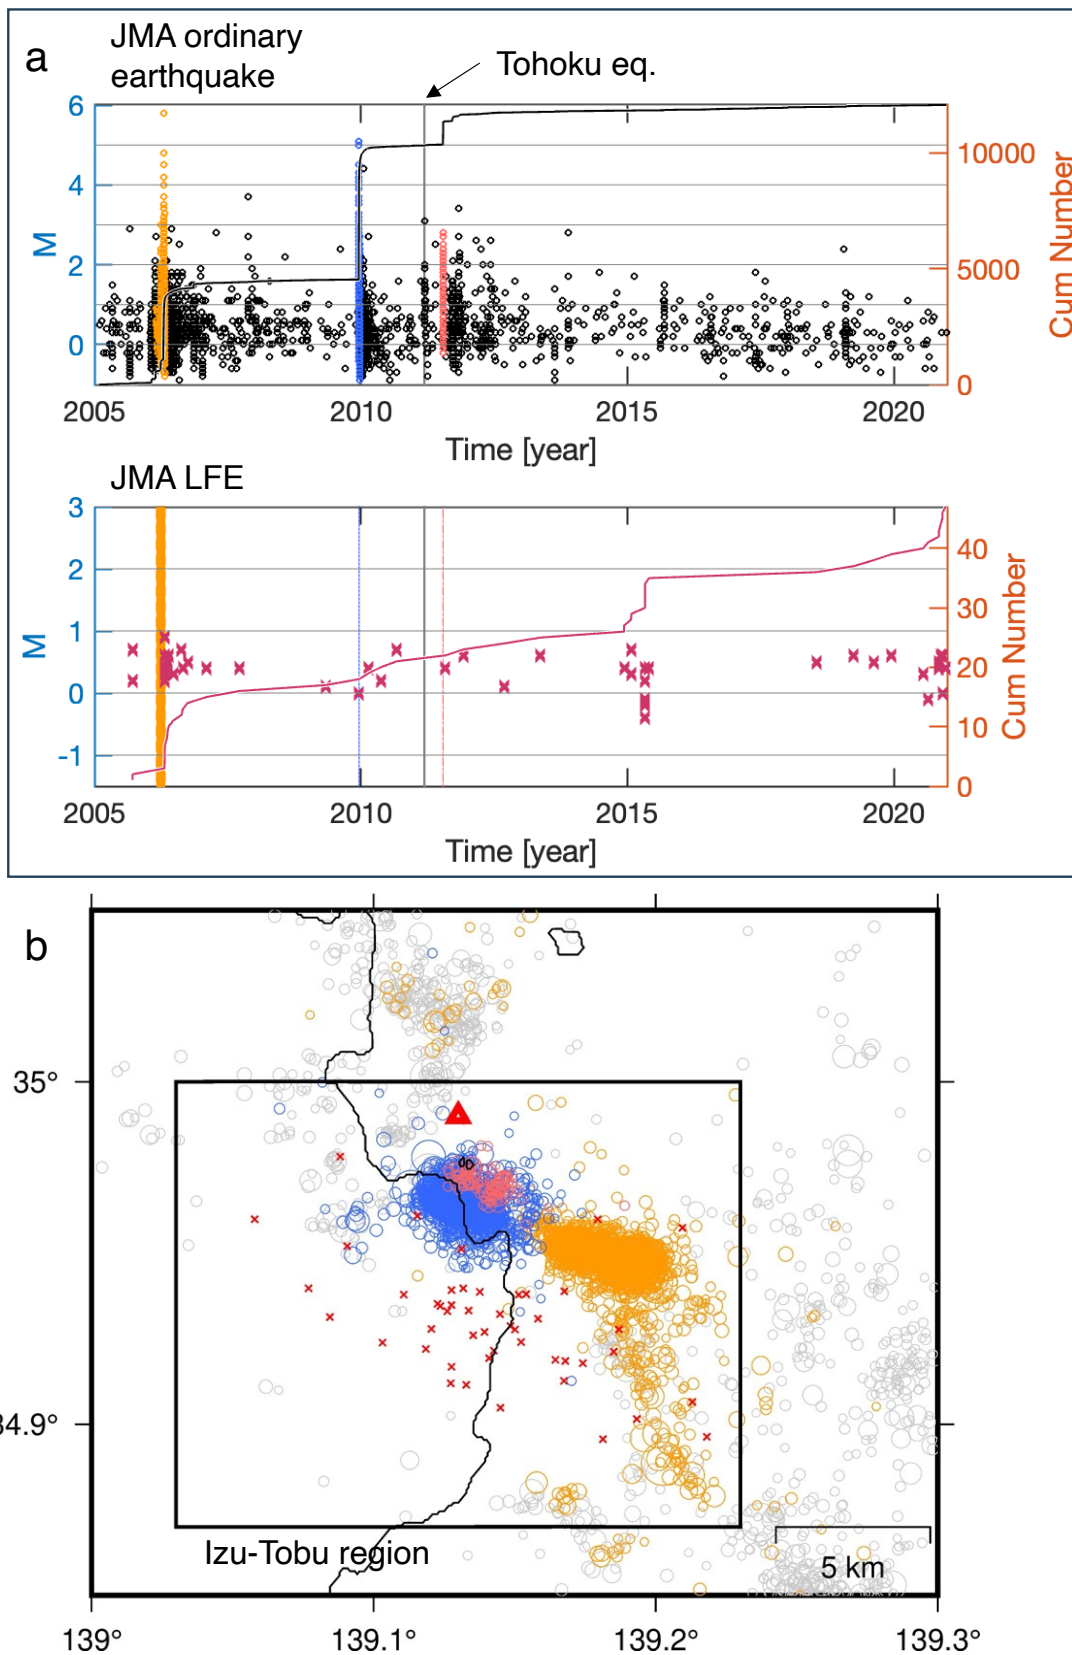 a
JMA ordinary
earthquake
Tohoku eq.
6
4
2
0
M
10000
5000
0
Cum Number
2005 2010 2015 2020
Time [year]
JMA LFE
3
2
1
0
-1
M
40
30
20
10
0
Cum Number
2005 2010 2015 2020
Time [year]
b
35°
34.9°
Izu-Tobu region
5 km
139° 139.1° 139.2° 139.3°